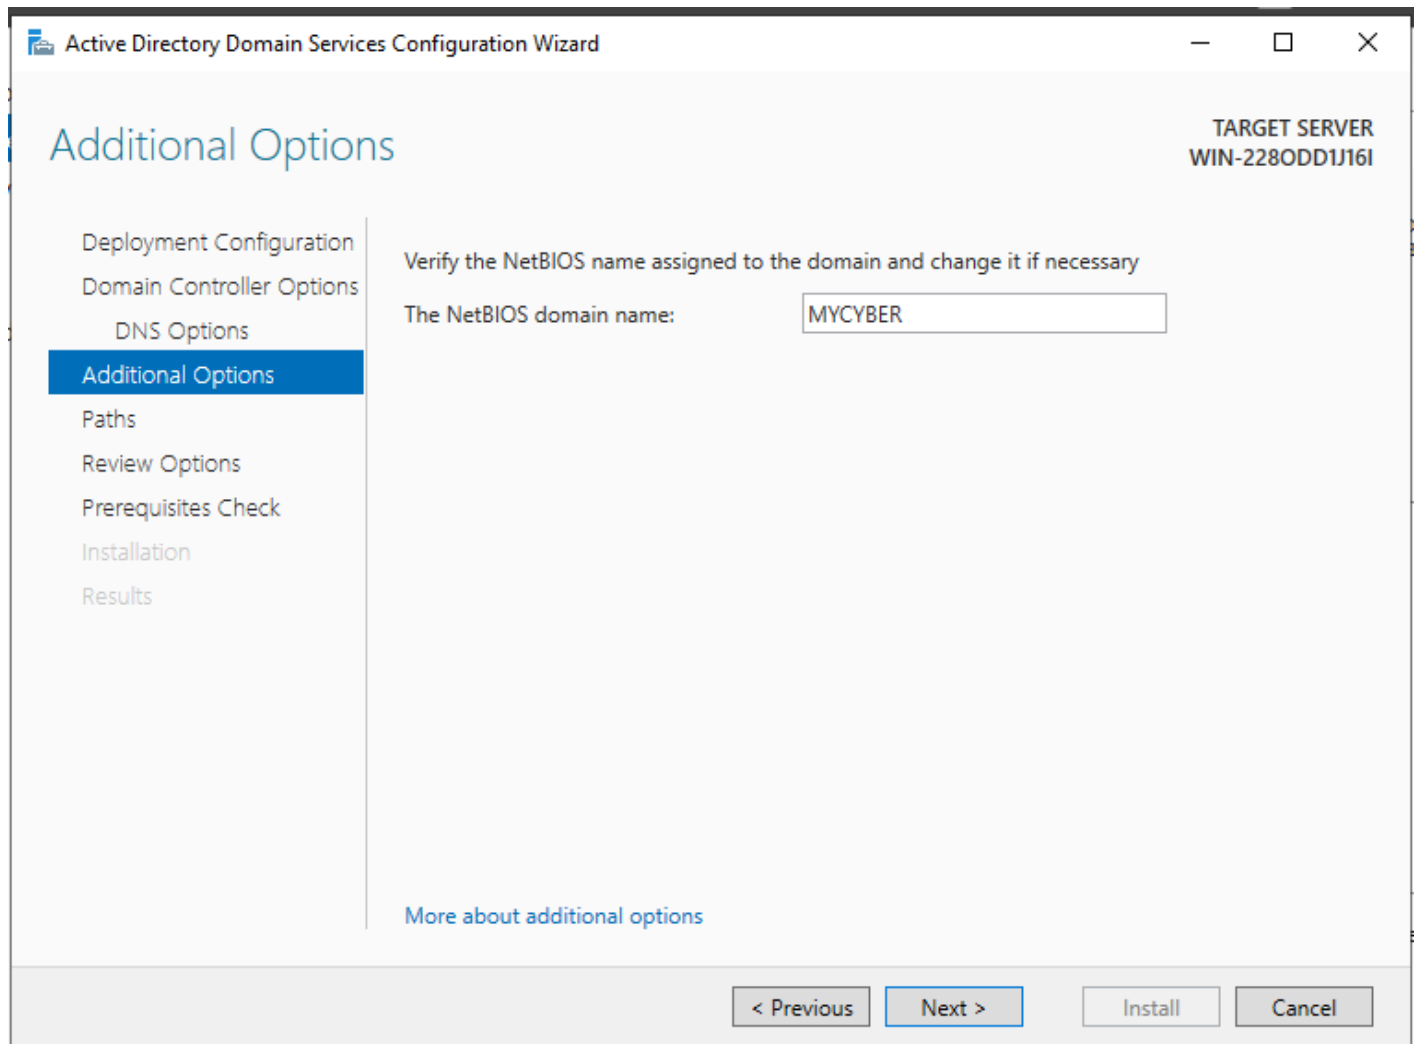 Active Directory Domain Services Configuration Wizard
Additional Options
TARGET SERVER
WIN-228ODD1J16I
Deployment Configuration
Domain Controller Options
DNS Options
Additional Options
Paths
Review Options
Prerequisites Check
Installation
Results
Verify the NetBIOS name assigned to the domain and change it if necessary
The NetBIOS domain name: MYCYBER
More about additional options
< Previous Next > Install Cancel